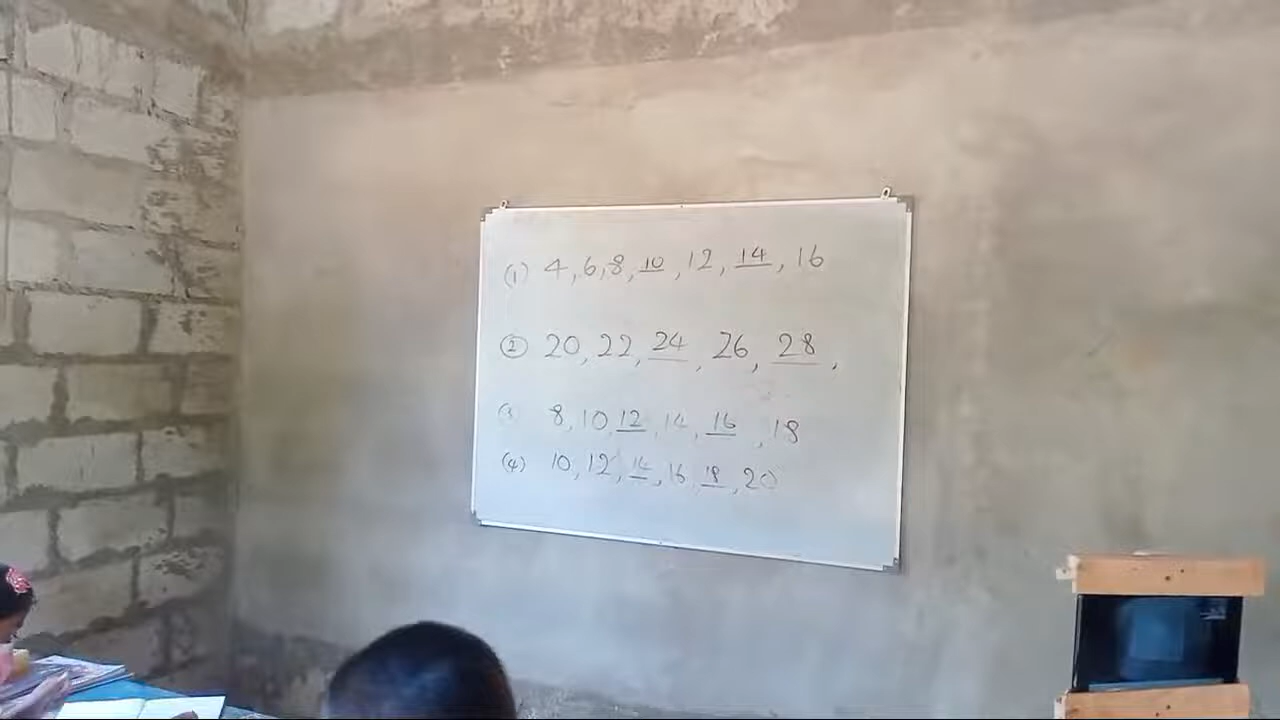 (1) 4, 6, 8, 10, 12, 14, 16
② 20, 22, 24, 26, 28,
(3) 8, 10, 12, 14, 16, 18
(4) 10, 12, 14, 16, 18, 20